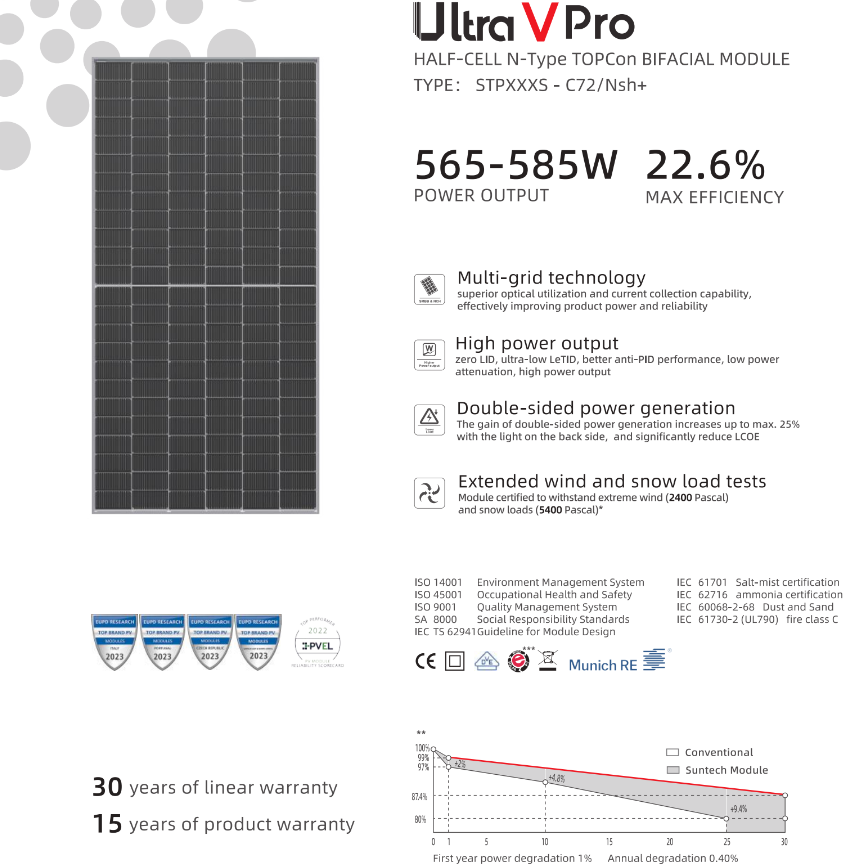 Ultra V Pro
HALF-CELL N-Type TOPCon BIFACIAL MODULE
TYPE： STPXXXS - C72/Nsh+
565-585W 22.6%
POWER OUTPUT MAX EFFICIENCY
Multi-grid technology
superior optical utilization and current collection capability,
effectively improving product power and reliability
High power output
zero LID, ultra-low LeTID, better anti-PID performance, low power
attenuation, high power output
Double-sided power generation
The gain of double-sided power generation increases up to max. 25%
with the light on the back side, and significantly reduce LCOE
Extended wind and snow load tests
Module certified to withstand extreme wind (2400 Pascal)
and snow loads (5400 Pascal)*
ISO 14001 Environment Management System IEC 61701 Salt-mist certification
ISO 45001 Occupational Health and Safety IEC 62716 ammonia certification
ISO 9001 Quality Management System IEC 60068-2-68 Dust and Sand
SA 8000 Social Responsibility Standards IEC 61730-2 (UL790) fire class C
IEC TS 62941 Guideline for Module Design
EUPD RESEARCH EUPD RESEARCH EUPD RESEARCH EUPD RESEARCH
TOP BRAND PV TOP BRAND PV TOP BRAND PV TOP BRAND PV
MODULES MODULES MODULES MODULES
2023 2023 2023 2023
TOP PERFORMER
2022
PVEL
RELIABILITY SCORECARD
CE
***
Munich RE
30 years of linear warranty
15 years of product warranty
**
Conventional
Suntech Module
100%
99%
97%
87.4%
80%
+2%
+4.8%
+9.4%
0 1 5 10 15 20 25 30
First year power degradation 1% Annual degradation 0.40%